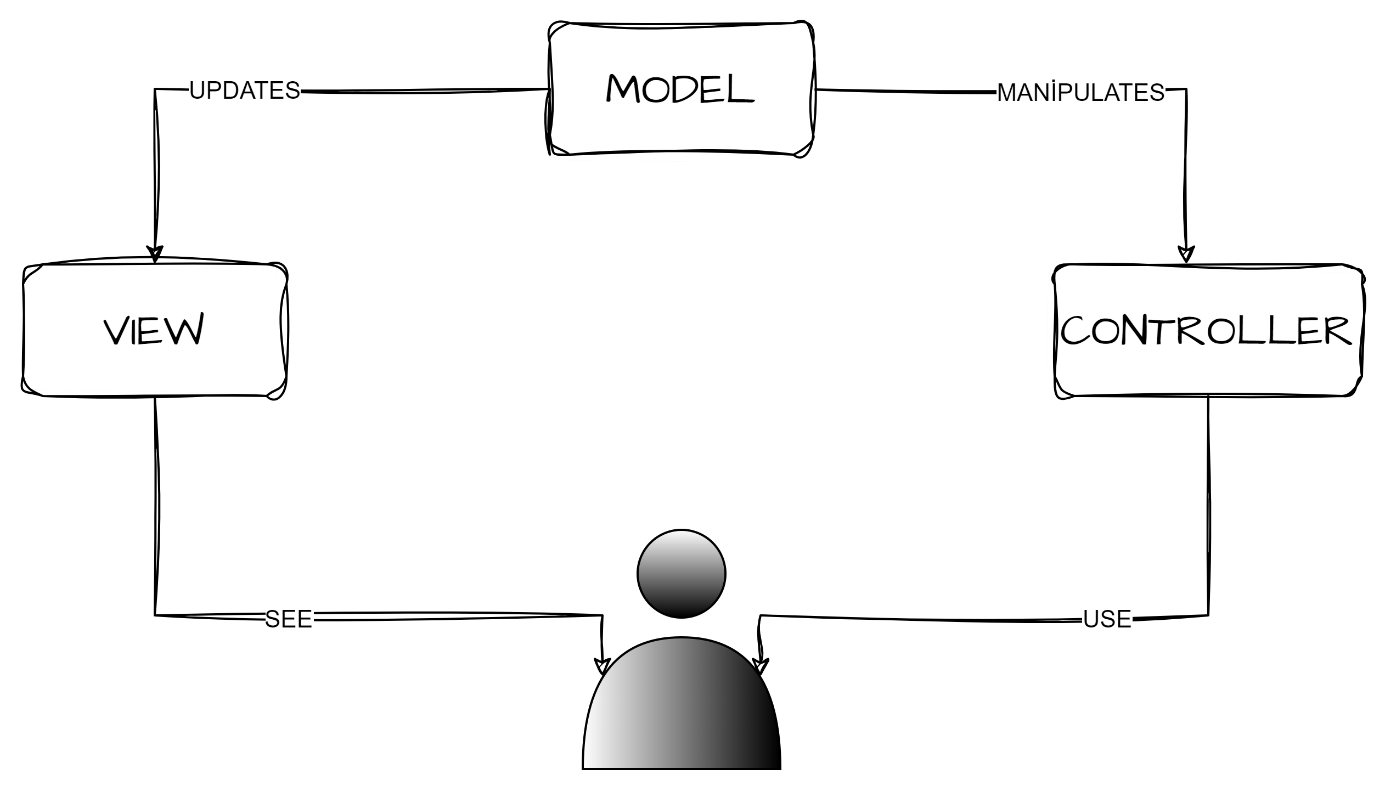 MODEL
UPDATES
MANİPULATES
VIEW
CONTROLLER
SEE
USE